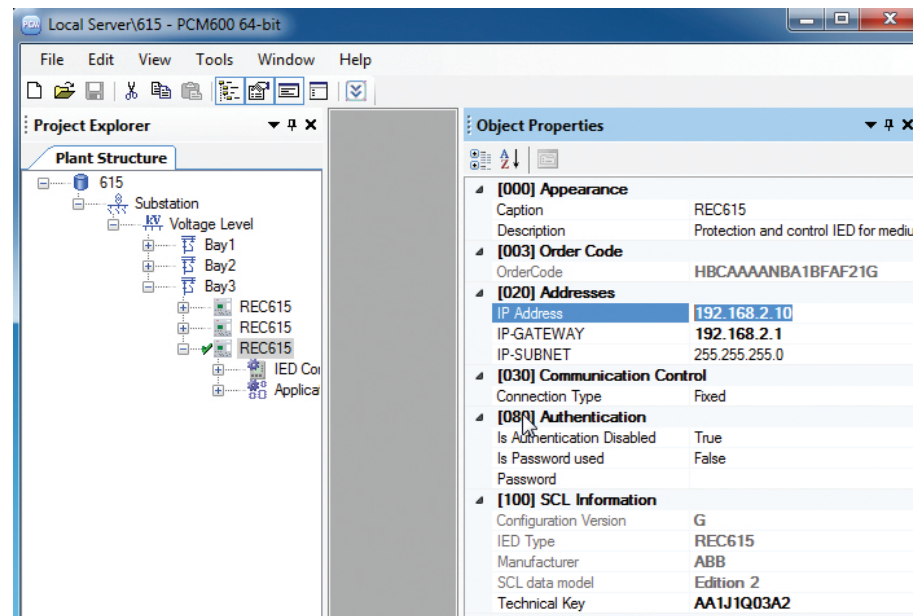 Local Server\615 - PCM600 64-bit
File Edit View Tools Window Help
Project Explorer
Plant Structure
615
Substation
Voltage Level
Bay1
Bay2
Bay3
REC615
REC615
REC615
IED Co
Applica
Object Properties
[000] Appearance
Caption REC615
Description Protection and control IED for mediu
[003] Order Code
OrderCode HBCAAAANBA1BFAF21G
[020] Addresses
IP Address 192.168.2.10
IP-GATEWAY 192.168.2.1
IP-SUBNET 255.255.255.0
[030] Communication Control
Connection Type Fixed
[080] Authentication
Is Authentication Disabled True
Is Password used False
Password
[100] SCL Information
Configuration Version G
IED Type REC615
Manufacturer ABB
SCL data model Edition 2
Technical Key AA1J1Q03A2